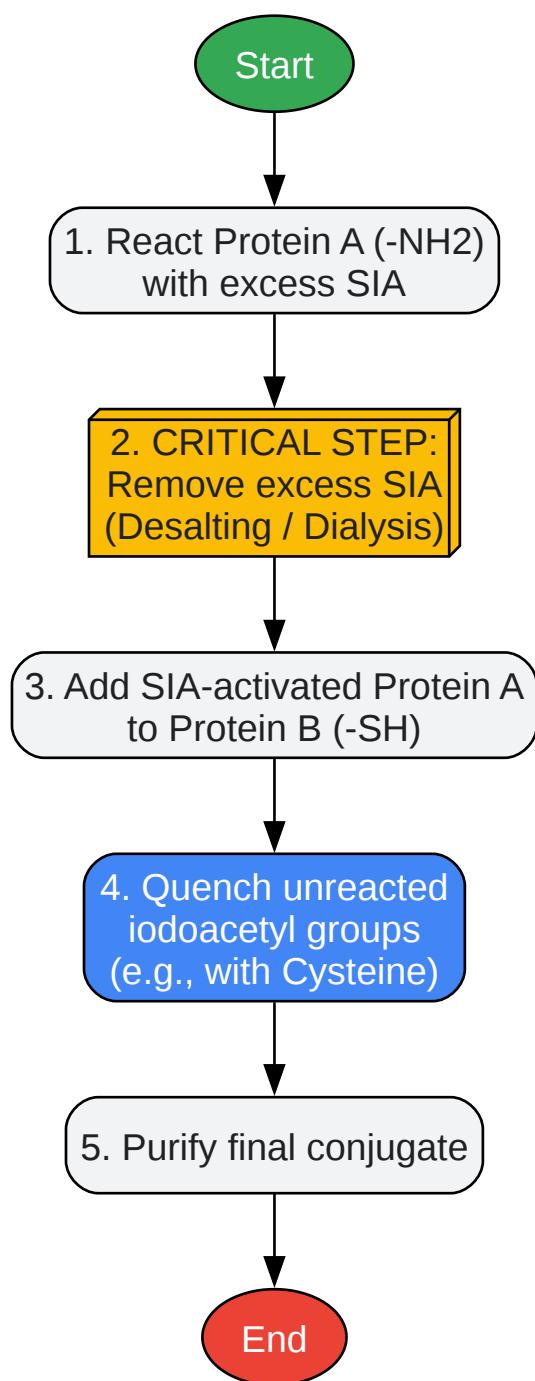 Start
1. React Protein A (-NH2)
with excess SIA
2. CRITICAL STEP:
Remove excess SIA
(Desalting / Dialysis)
3. Add SIA-activated Protein A
to Protein B (-SH)
4. Quench unreacted
iodoacetyl groups
(e.g., with Cysteine)
5. Purify final conjugate
End